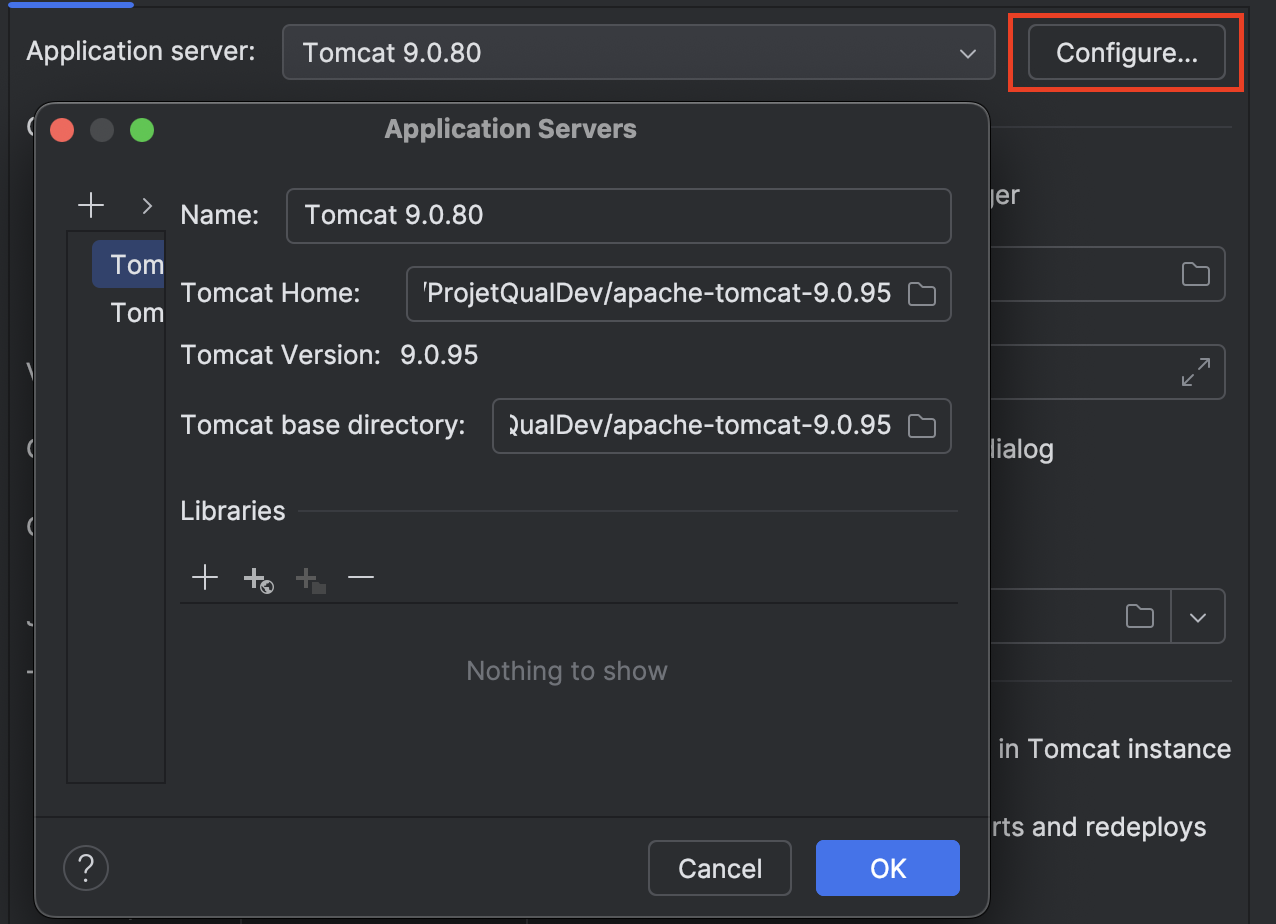 Application server: Tomcat 9.0.80 Configure...
Application Servers
Name: Tomcat 9.0.80
ger
Tom
Tomcat Home: /ProjetQualDev/apache-tomcat-9.0.95
Tom
Tomcat Version: 9.0.95
Tomcat base directory: QualDev/apache-tomcat-9.0.95
dialog
Libraries
Nothing to show
in Tomcat instance
rts and redeploys
? Cancel OK